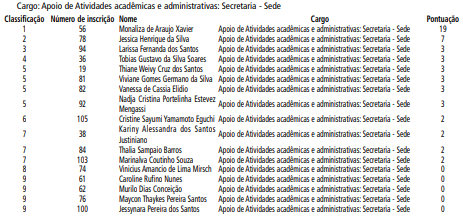 Cargo: Apoio de Atividades acadêmicas e administrativas: Secretaria - Sede
Classificação Número de inscrição Nome Cargo Pontuação
1 56 Monaliza de Araujo Xavier Apoio de Atividades acadêmicas e administrativas: Secretaria - Sede 19
2 78 Jessica Henrique da Silva Apoio de Atividades acadêmicas e administrativas: Secretaria - Sede 7
3 94 Larissa Fernanda dos Santos Apoio de Atividades acadêmicas e administrativas: Secretaria - Sede 3
4 36 Tobias Gustavo da Silva Soares Apoio de Atividades acadêmicas e administrativas: Secretaria - Sede 3
5 19 Thiane Weivy Cruz dos Santos Apoio de Atividades acadêmicas e administrativas: Secretaria - Sede 3
5 81 Viviane Gomes Germano da Silva Apoio de Atividades acadêmicas e administrativas: Secretaria - Sede 3
5 82 Vanessa de Cassia Elidio Apoio de Atividades acadêmicas e administrativas: Secretaria - Sede 3
5 92 Nadja Cristina Portelinha Estevez Mengassi Apoio de Atividades acadêmicas e administrativas: Secretaria - Sede 3
6 105 Cristine Sayumi Yamamoto Eguchi Apoio de Atividades acadêmicas e administrativas: Secretaria - Sede 2
7 38 Kariny Alessandra dos Santos Justiniano Apoio de Atividades acadêmicas e administrativas: Secretaria - Sede 2
7 84 Thalia Sampaio Barros Apoio de Atividades acadêmicas e administrativas: Secretaria - Sede 2
7 103 Marinalva Coutinho Souza Apoio de Atividades acadêmicas e administrativas: Secretaria - Sede 2
8 74 Vinicius Amancio de Lima Mirsch Apoio de Atividades acadêmicas e administrativas: Secretaria - Sede 0
9 61 Caroline Rufino Nunes Apoio de Atividades acadêmicas e administrativas: Secretaria - Sede 0
9 62 Murilo Dias Conceição Apoio de Atividades acadêmicas e administrativas: Secretaria - Sede 0
9 76 Maycon Thaykes Pereira Santos Apoio de Atividades acadêmicas e administrativas: Secretaria - Sede 0
9 100 Jessynara Pereira dos Santos Apoio de Atividades acadêmicas e administrativas: Secretaria - Sede 0